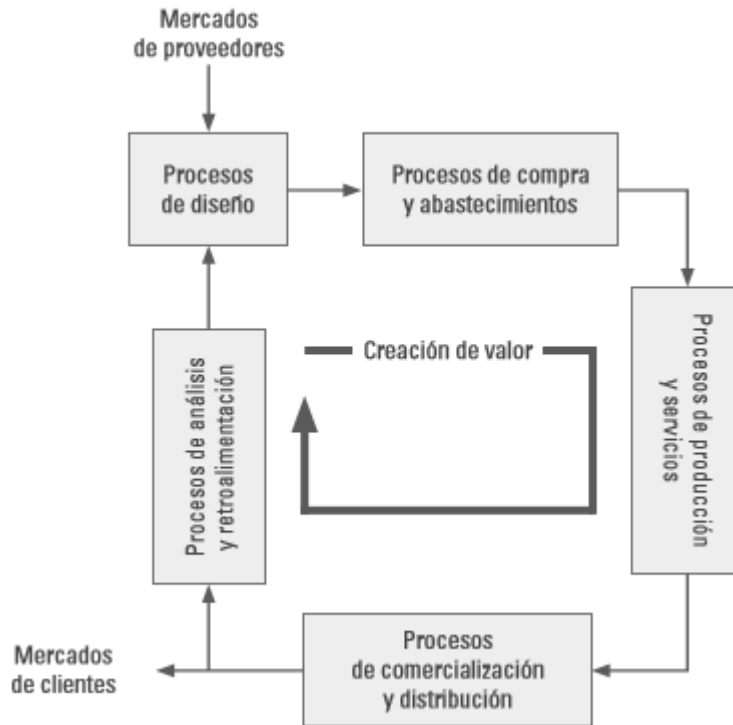 Mercados
de proveedores
Procesos
de diseño
Procesos de compra
y abastecimientos
Procesos de producción
y servicios
Creación de valor
Procesos de análisis
y retroalimentación
Procesos
de comercialización
y distribución
Mercados
de clientes